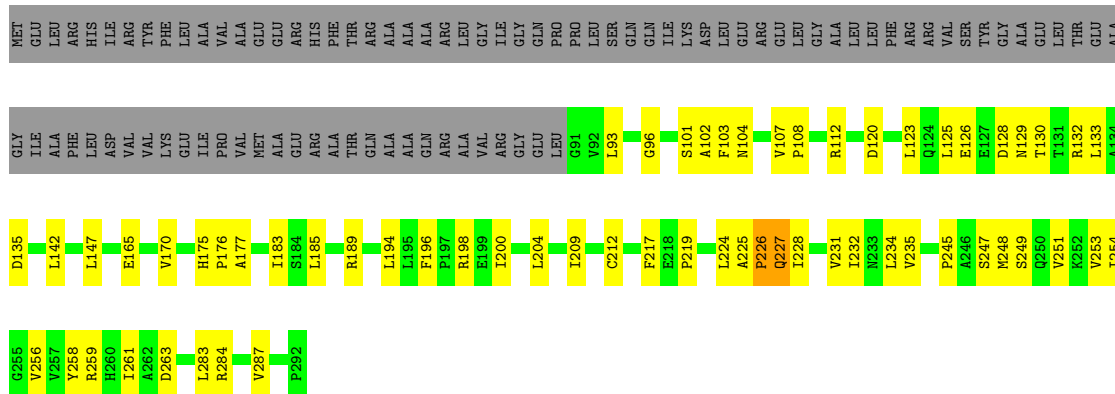 MET GLU LEU ARG HIS ILE ARG TYR PHE LEU ALA VAL ALA GLU GLU ARG HIS PHE THR ARG ALA ALA ALA ARG LEU GLY ILE GLY GLN PRO PRO LEU SER GLN GLN ILE LYS ASP LEU GLU ARG GLU LEU GLY ALA LEU LEU PHE ARG ARG VAL SER TYR GLY ALA GLU LEU THR GLU ALA
GLY ILE ALA PHE LEU ASP VAL VAL LYS GLU ILE PRO VAL MET ALA GLU ARG ALA THR GLN ALA ALA GLN ARG ALA VAL ARG GLY GLU LEU G91 V92 L93 G96 S101 A102 F103 N104 V107 P108 R112 D120 L123 Q124 L125 E126 E127 D128 N129 T130 T131 R132 L133 A134
D135 L142 L147 E165 V170 H175 P176 A177 I183 S184 L185 R189 L194 L195 F196 P197 R198 E199 I200 L204 I209 C212 F217 E218 P219 L224 A225 P226 Q227 I228 V231 I232 N233 L234 V235 P245 A246 S247 M248 S249 Q250 V251 K252 V253 I254
G255 V256 V257 Y258 R259 H260 I261 A262 D263 L283 R284 V287 P292